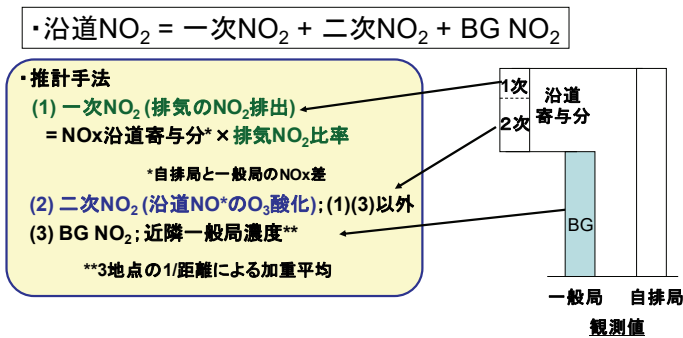 ・沿道NO2 = 一次NO2 + 二次NO2 + BG NO2
・推計手法
(1) 一次NO2 (排気のNO2排出)
= NOx沿道寄与分* × 排気NO2比率
*自排局と一般局のNOx差
(2) 二次NO2 (沿道NO*のO3酸化) ; (1)(3)以外
(3) BG NO2 ; 近隣一般局濃度**
**3地点の1/距離による加重平均
1次
2次
沿道
寄与分
BG
一般局 自排局
観測値